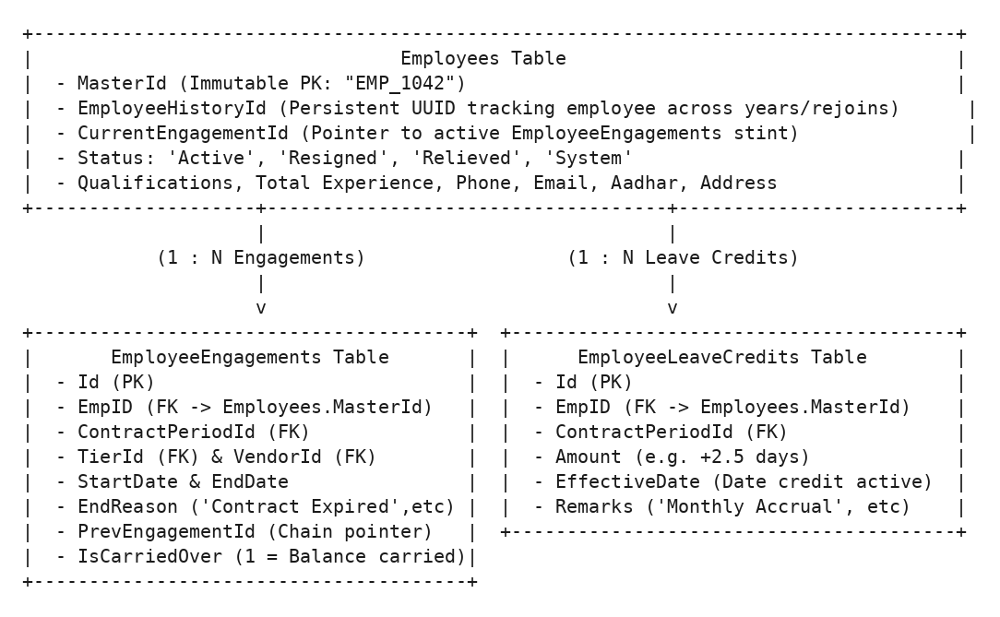 +-----------------------------------------------------------------------------------+
|                                 Employees Table                                   |
|  - MasterId (Immutable PK: "EMP_1042")                                            |
|  - EmployeeHistoryId (Persistent UUID tracking employee across years/rejoins)      |
|  - CurrentEngagementId (Pointer to active EmployeeEngagements stint)               |
|  - Status: 'Active', 'Resigned', 'Relieved', 'System'                             |
|  - Qualifications, Total Experience, Phone, Email, Aadhar, Address                |
+--------------------+------------------------------------+-------------------------+
                     |                                    |
            (1 : N Engagements)                  (1 : N Leave Credits)
                     |                                    |
                     v                                    v
+---------------------------------------+  +----------------------------------------+
|       EmployeeEngagements Table       |  |      EmployeeLeaveCredits Table        |
|  - Id (PK)                            |  |  - Id (PK)                             |
|  - EmpID (FK -> Employees.MasterId)   |  |  - EmpID (FK -> Employees.MasterId)    |
|  - ContractPeriodId (FK)              |  |  - ContractPeriodId (FK)               |
|  - TierId (FK) & VendorId (FK)        |  |  - Amount (e.g. +2.5 days)             |
|  - StartDate & EndDate                |  |  - EffectiveDate (Date credit active)  |
|  - EndReason ('Contract Expired',etc) |  |  - Remarks ('Monthly Accrual', etc)    |
|  - PrevEngagementId (Chain pointer)   |  +----------------------------------------+
|  - IsCarriedOver (1 = Balance carried)|
+---------------------------------------+